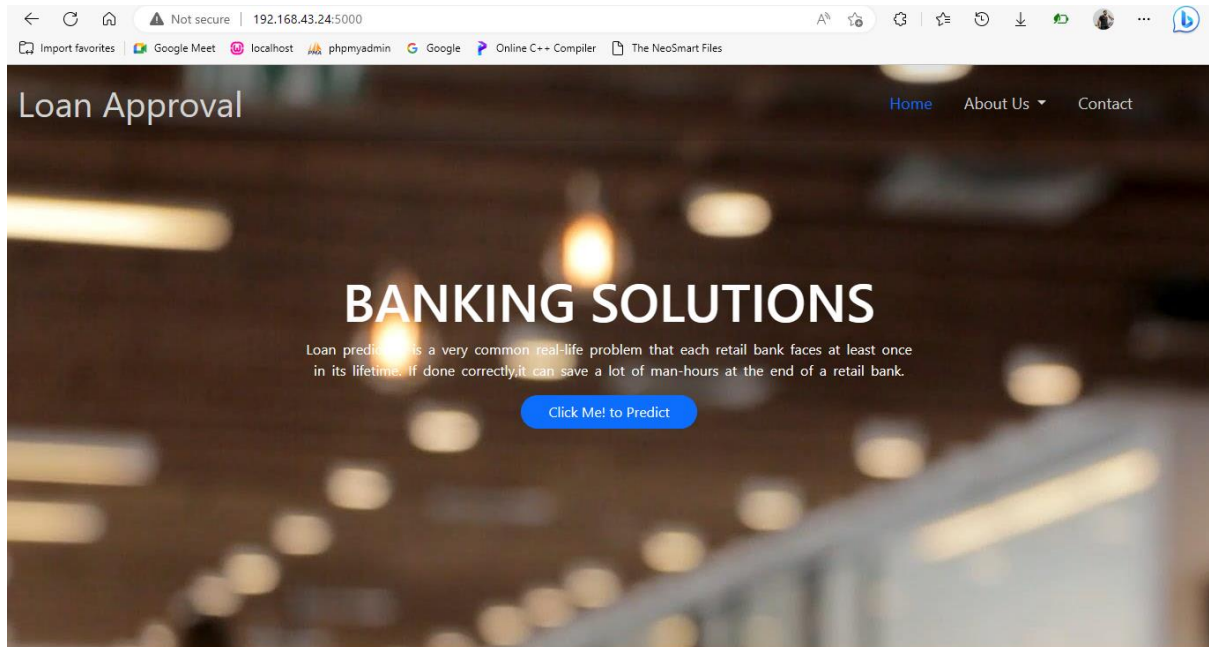 Not secure | 192.168.43.24:5000
Import favorites Google Meet localhost phpmyadmin Google Online C++ Compiler The NeoSmart Files
Loan Approval Home About Us Contact
BANKING SOLUTIONS
Loan is a very common real-life problem that each retail bank faces at least once
in its lifetime. If done correctly,it can save a lot of man-hours at the end of a retail bank.
Click Me! to Predict